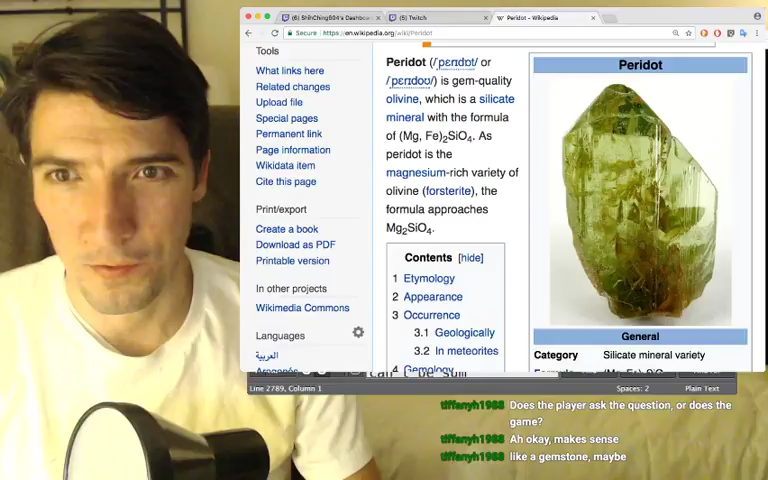 (6) ShihChing804's Dashboa
(5) Twitch
Peridot - Wikipedia
Secure
https://en.wikipedia.org/wiki/Peridot
Tools
What links here
Related changes
Upload file
Special pages
Permanent link
Page information
Wikidata item
Cite this page
Print/export
Create a book
Download as PDF
Printable version
In other projects
Wikimedia Commons
Languages
العربية
Peridot (/ˈpɛrɪdɒt/ or
/ˈpɛrɪdoʊ/) is gem-quality
olivine, which is a silicate
mineral with the formula
of (Mg, Fe)₂SiO₄. As
peridot is the
magnesium-rich variety of
olivine (forsterite), the
formula approaches
Mg₂SiO₄.
Contents [hide]
1 Etymology
2 Appearance
3 Occurrence
3.1 Geologically
3.2 In meteorites
4 Gemology
Peridot
General
Category Silicate mineral variety
Line 2789, Column 1
Spaces: 2
Plain Text
tiffanyh1988 Does the player ask the question, or does the
game?
tiffanyh1988 Ah okay, makes sense
tiffanyh1988 like a gemstone, maybe